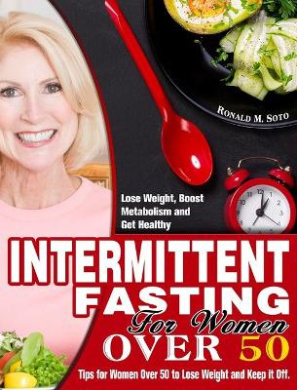 RONALD M. SOTO
Lose Weight, Boost
Metabolism and
Get Healthy
INTERMITTENT
FASTING
For Women
OVER 50
Tips for Women Over 50 to Lose Weight and Keep it Off.